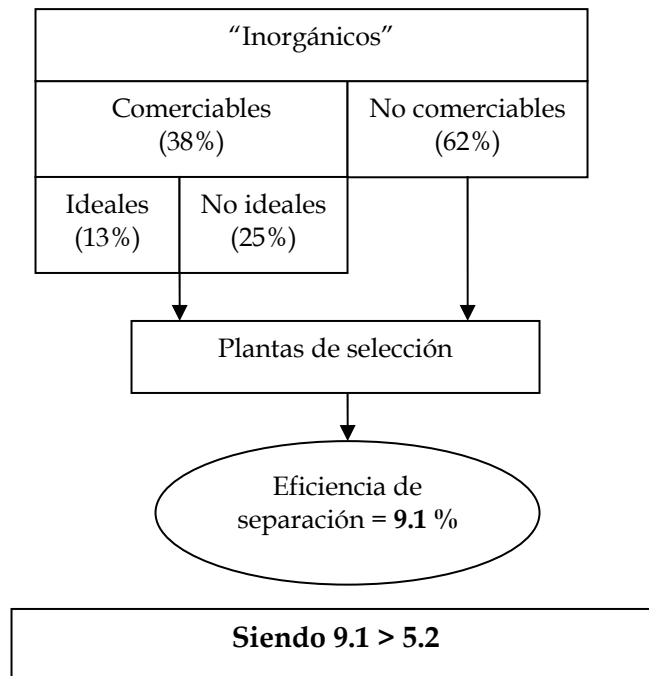 “Inorgánicos”
Comerciables
(38%)
No comerciables
(62%)
Ideales
(13%)
No ideales
(25%)
Plantas de selección
Eficiencia de
separación = 9.1 %
Siendo 9.1 > 5.2